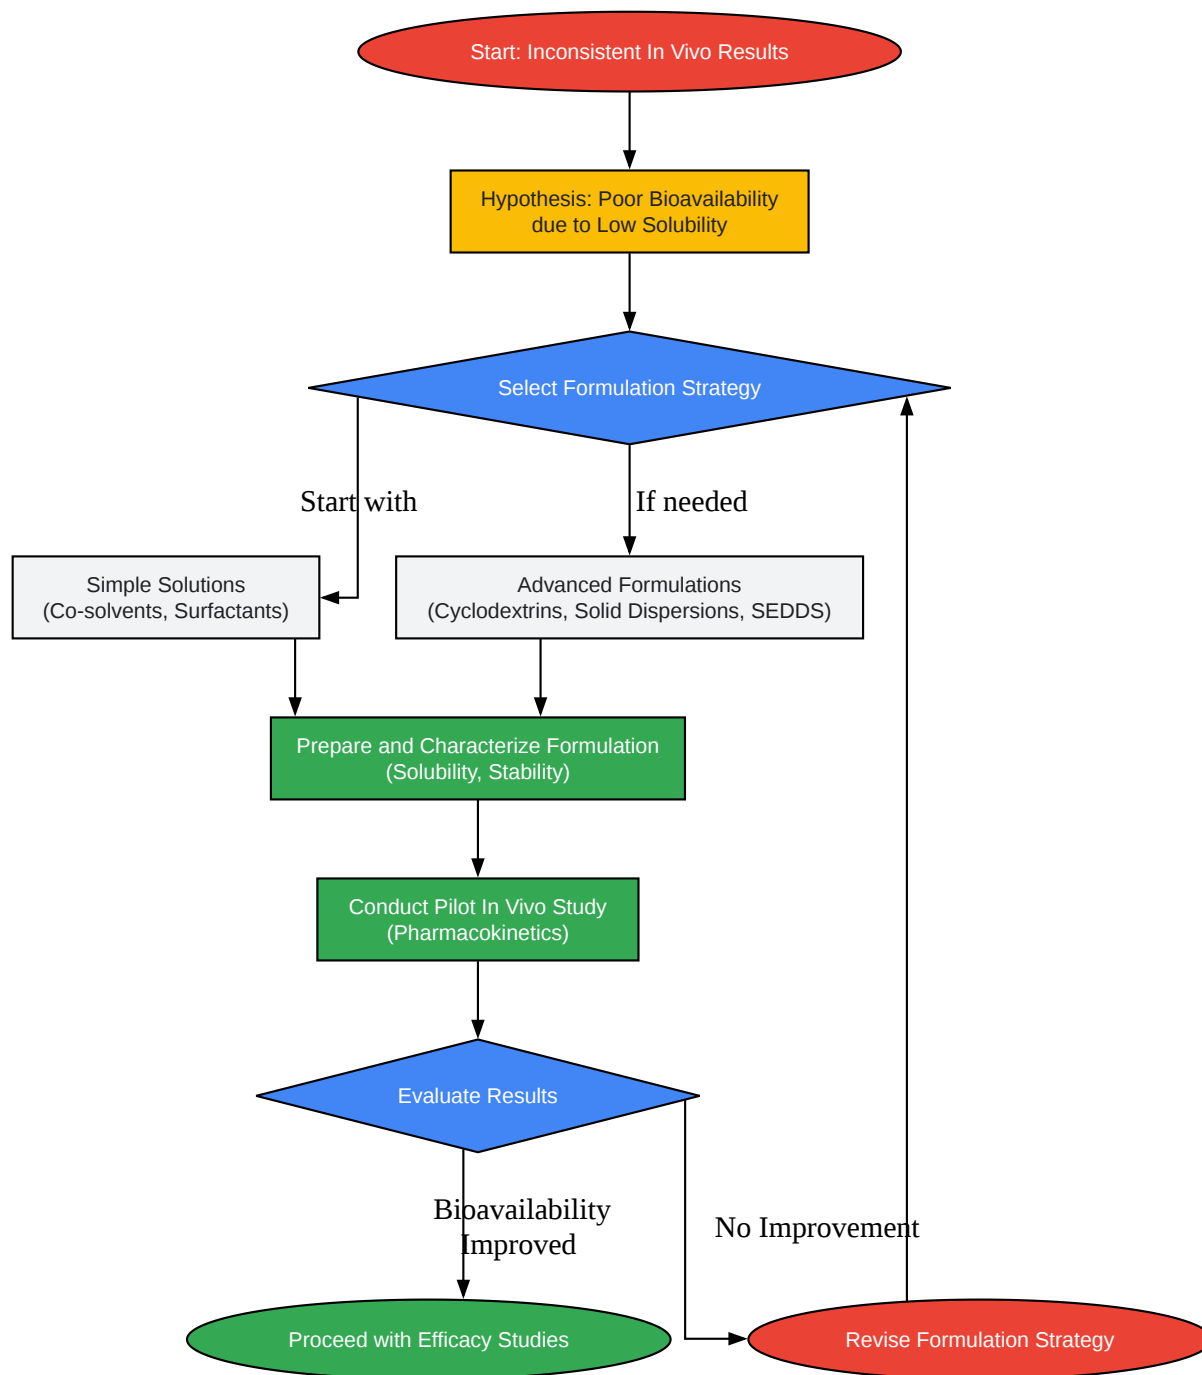 Start: Inconsistent In Vivo Results
Hypothesis: Poor Bioavailability
due to Low Solubility
Select Formulation Strategy
Start with
If needed
Simple Solutions
(Co-solvents, Surfactants)
Advanced Formulations
(Cyclodextrins, Solid Dispersions, SEDDS)
Prepare and Characterize Formulation
(Solubility, Stability)
Conduct Pilot In Vivo Study
(Pharmacokinetics)
Evaluate Results
Bioavailability
Improved
No Improvement
Proceed with Efficacy Studies
Revise Formulation Strategy